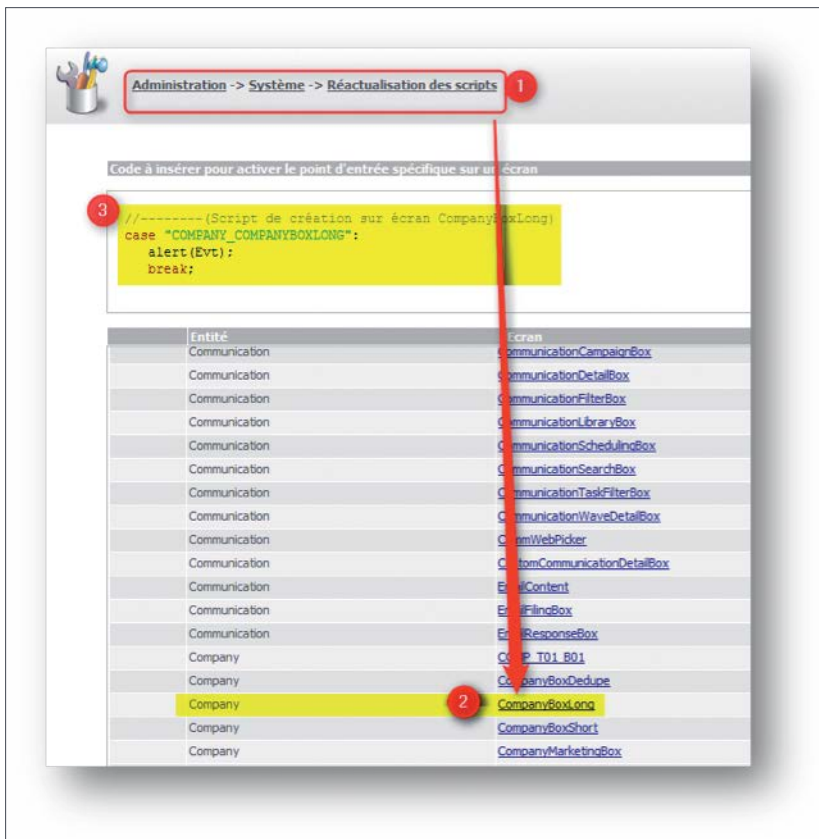 Administration -> Système -> Réactualisation des scripts
1
Code à insérer pour activer le point d'entrée spécifique sur un écran
3
//--------(Script de création sur écran CompanyBoxLong)
case "COMPANY_COMPANYBOXLONG":
alert(Evt);
break;
Entité Ecran
Communication CommunicationCampaignBox
Communication CommunicationDetailBox
Communication CommunicationFilterBox
Communication CommunicationLibraryBox
Communication CommunicationSchedulingBox
Communication CommunicationSearchBox
Communication CommunicationTaskFilterBox
Communication CommunicationWaveDetailBox
Communication CommWebPicker
Communication CustomCommunicationDetailBox
Communication EmailContent
Communication EmailFilingBox
Communication EmailResponseBox
Company COMP_T01_B01
Company CompanyBoxDedupe
Company 2 CompanyBoxLong
Company CompanyBoxShort
Company CompanyMarketingBox